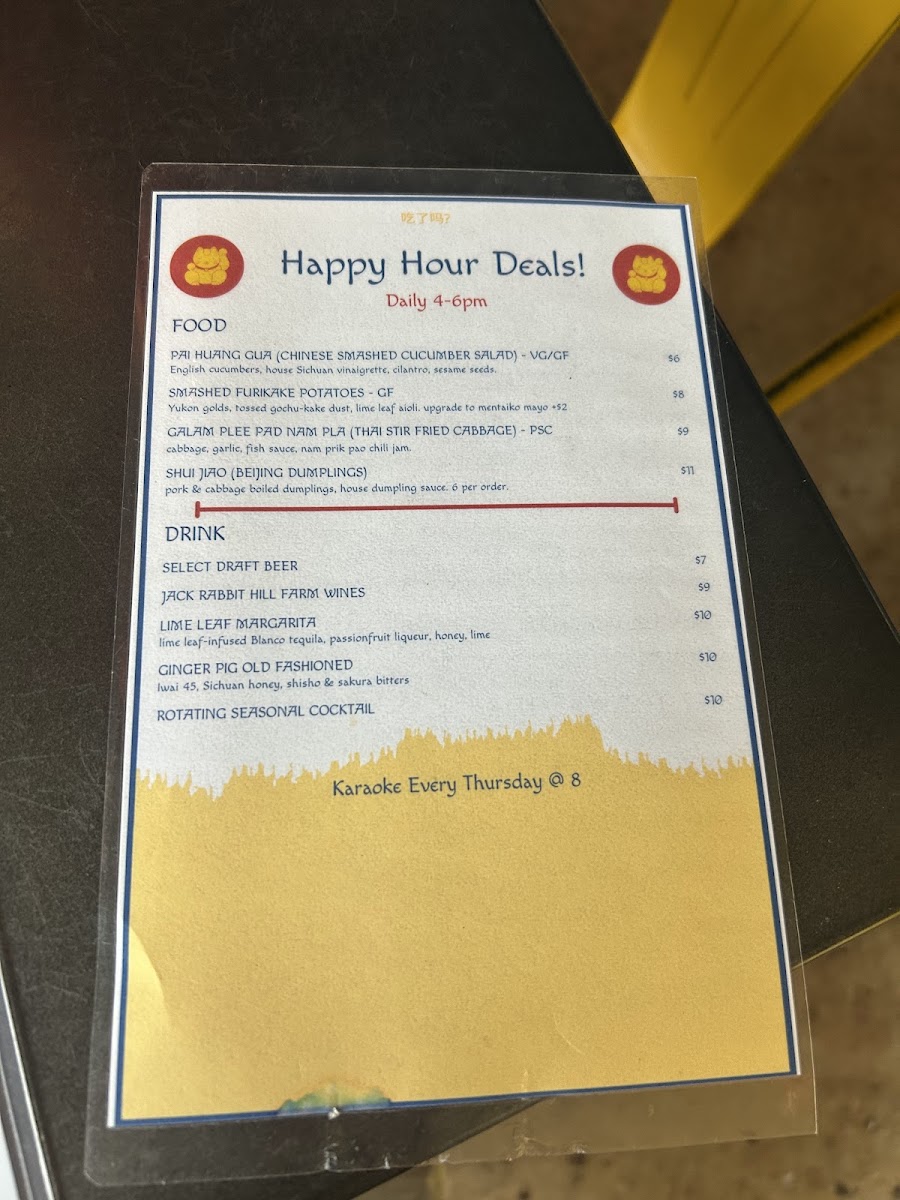 吃了吗?
Happy Hour Deals!
Daily 4-6pm
FOOD
PAI HUANG GUA (CHINESE SMASHED CUCUMBER SALAD) - VG/GF $6
English cucumbers, house Sichuan vinaigrette, cilantro, sesame seeds.
SMASHED FURIKAKE POTATOES - GF $8
Yukon golds, tossed gochu-kake dust, lime leaf aioli. upgrade to mentaiko mayo +$2
GALAM PLEE PAD NAM PLA (THAI STIR FRIED CABBAGE) - PSC $9
cabbage, garlic, fish sauce, nam prik pao chili jam.
SHUI JIAO (BEIJING DUMPLINGS) $11
pork & cabbage boiled dumplings, house dumpling sauce. 6 per order.
DRINK
SELECT DRAFT BEER $7
JACK RABBIT HILL FARM WINES $9
LIME LEAF MARGARITA $10
lime leaf-infused Blanco tequila, passionfruit liqueur, honey, lime
GINGER PIG OLD FASHIONED $10
Iwai 45, Sichuan honey, shisho & sakura bitters
ROTATING SEASONAL COCKTAIL $10
Karaoke Every Thursday @ 8